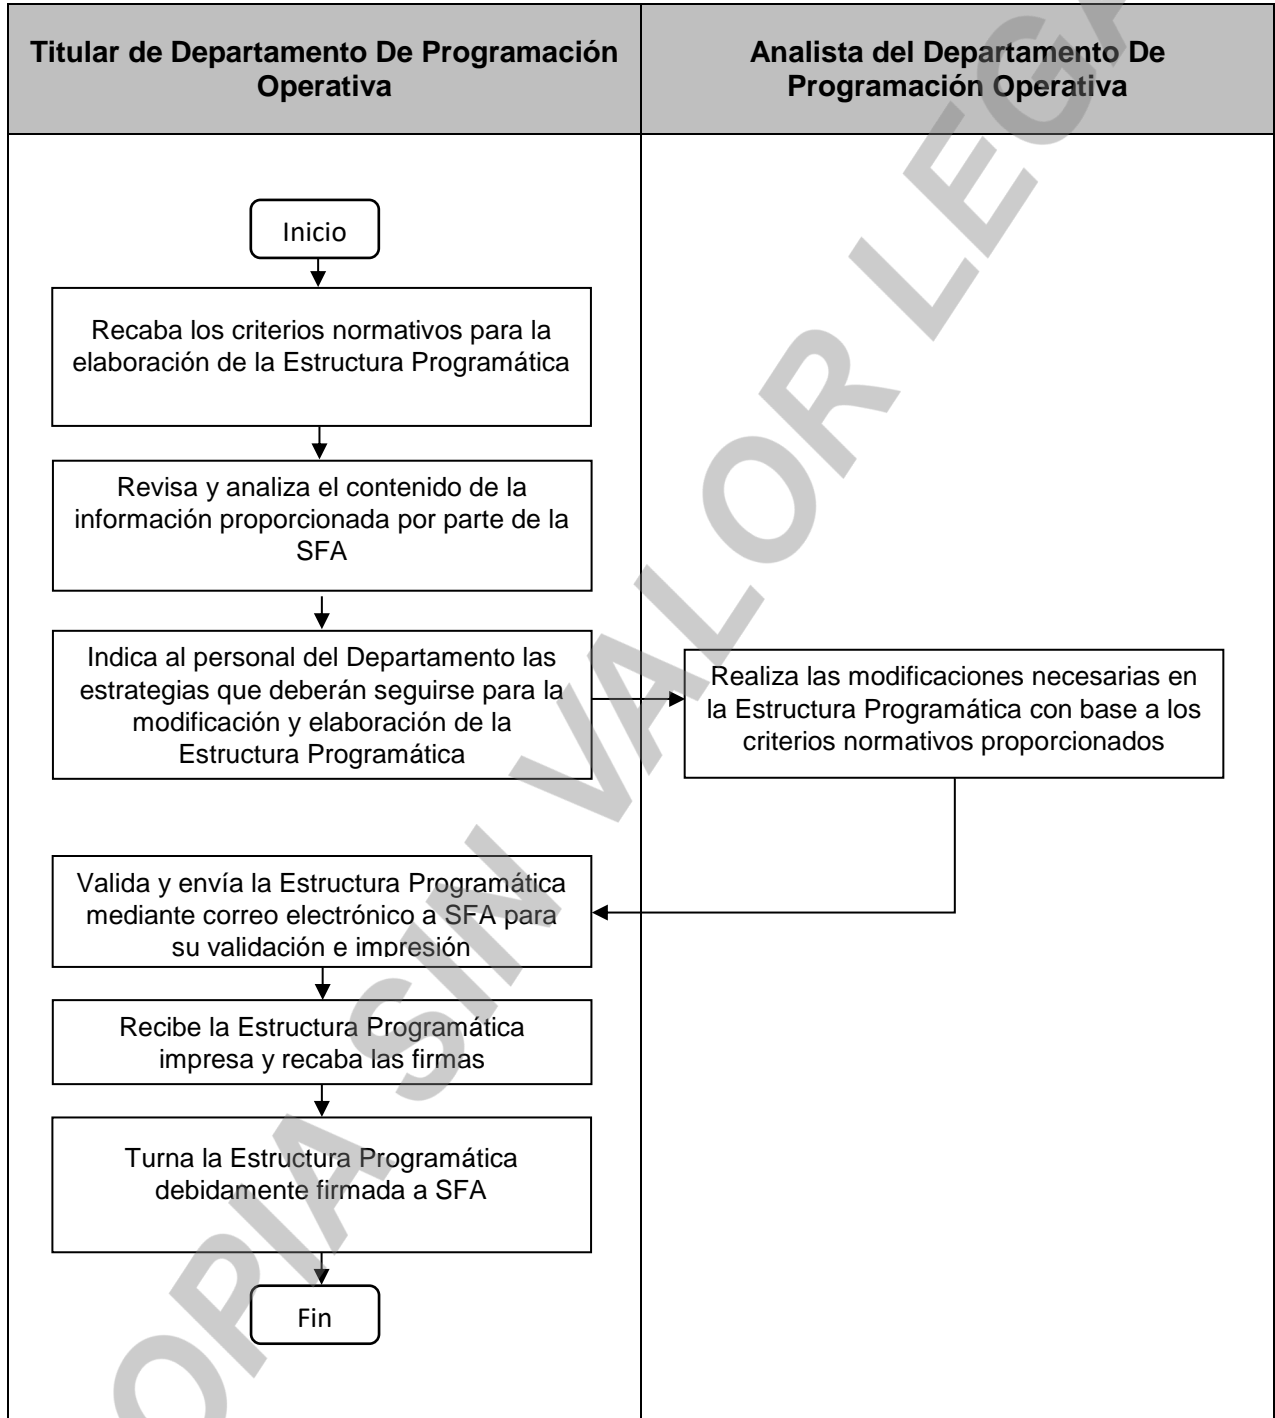 Titular de Departamento De Programación
Operativa
Analista del Departamento De
Programación Operativa
Inicio
Recaba los criterios normativos para la
elaboración de la Estructura Programática
Revisa y analiza el contenido de la
información proporcionada por parte de la
SFA
Indica al personal del Departamento las
estrategias que deberán seguirse para la
modificación y elaboración de la
Estructura Programática
Realiza las modificaciones necesarias en
la Estructura Programática con base a los
criterios normativos proporcionados
Valida y envía la Estructura Programática
mediante correo electrónico a SFA para
su validación e impresión
Recibe la Estructura Programática
impresa y recaba las firmas
Turna la Estructura Programática
debidamente firmada a SFA
Fin
ORIA SIN VALOR LEGA